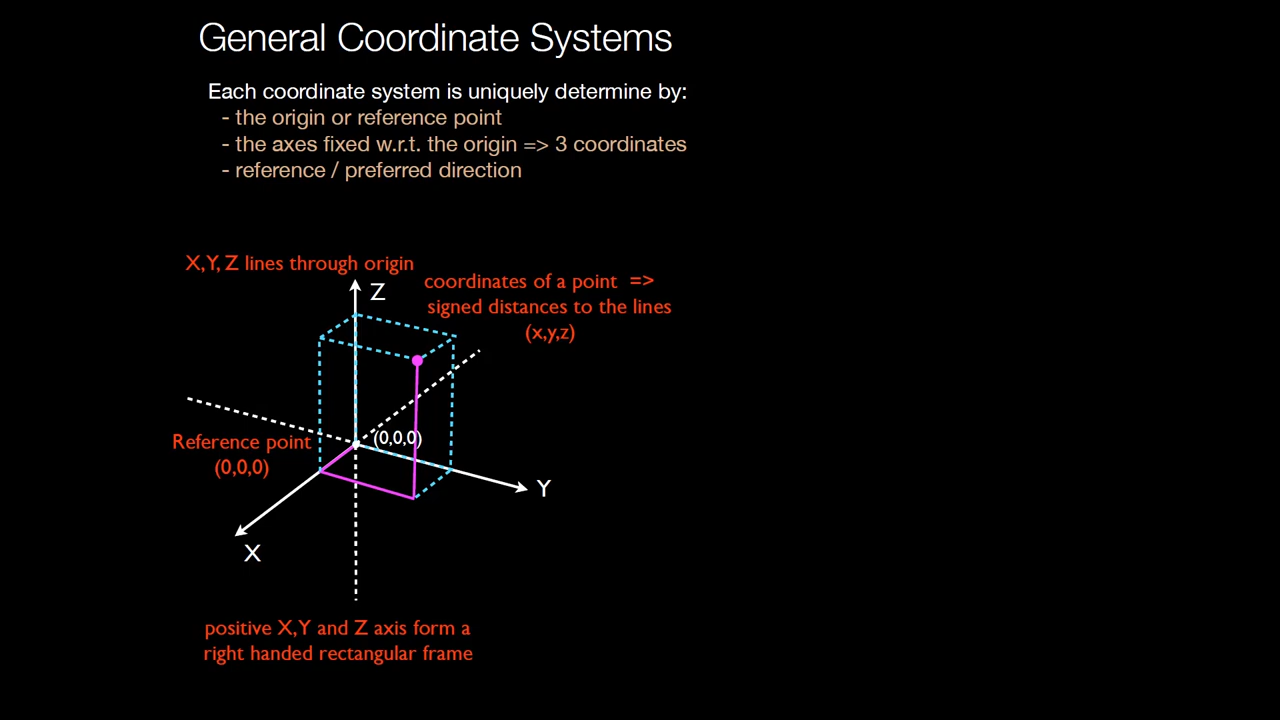 General Coordinate Systems
Each coordinate system is uniquely determine by:
- the origin or reference point
- the axes fixed w.r.t. the origin => 3 coordinates
- reference / preferred direction
X,Y, Z lines through origin
coordinates of a point =>
signed distances to the lines
(x,y,z)
Z
Reference point
(0,0,0)
(0,0,0)
Y
X
positive X,Y and Z axis form a
right handed rectangular frame